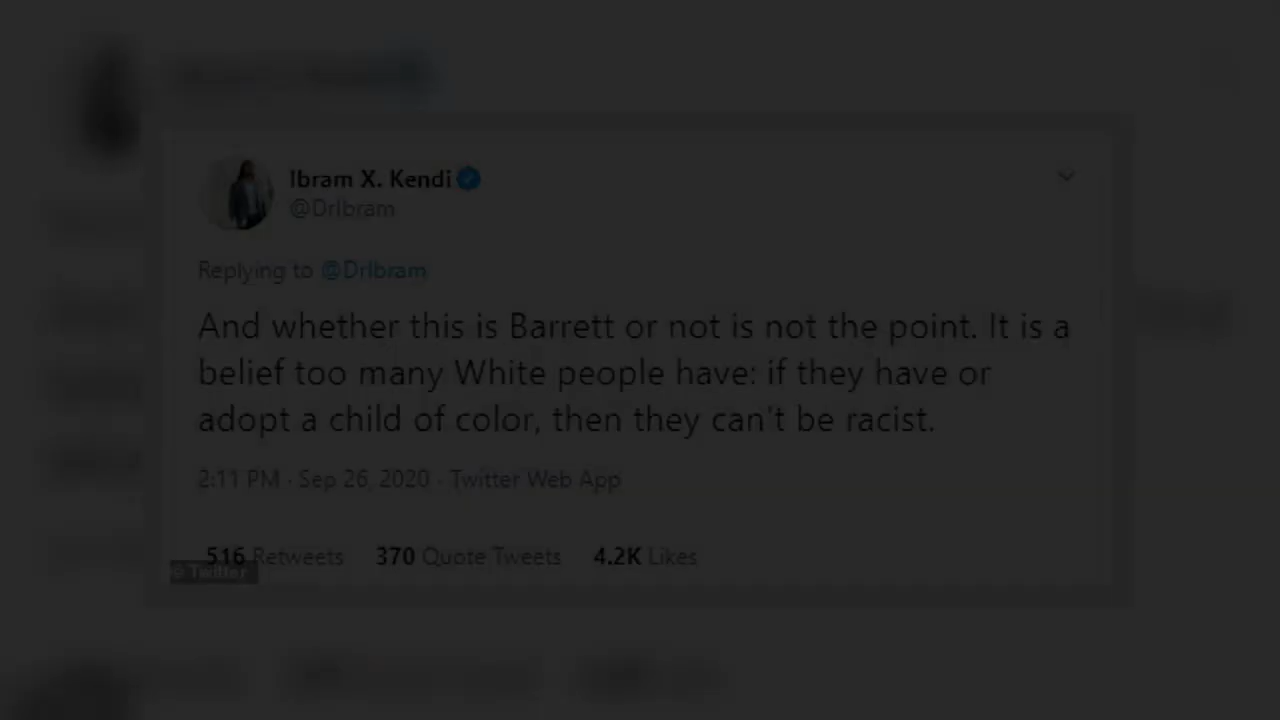 Ibram X. Kendi
@DrIbram
Replying to @DrIbram
And whether this is Barrett or not is not the point. It is a
belief too many White people have: if they have or
adopt a child of color, then they can't be racist.
2:11 PM · Sep 26, 2020 · Twitter Web App
516 Retweets 370 Quote Tweets 4.2K Likes
© Twitter